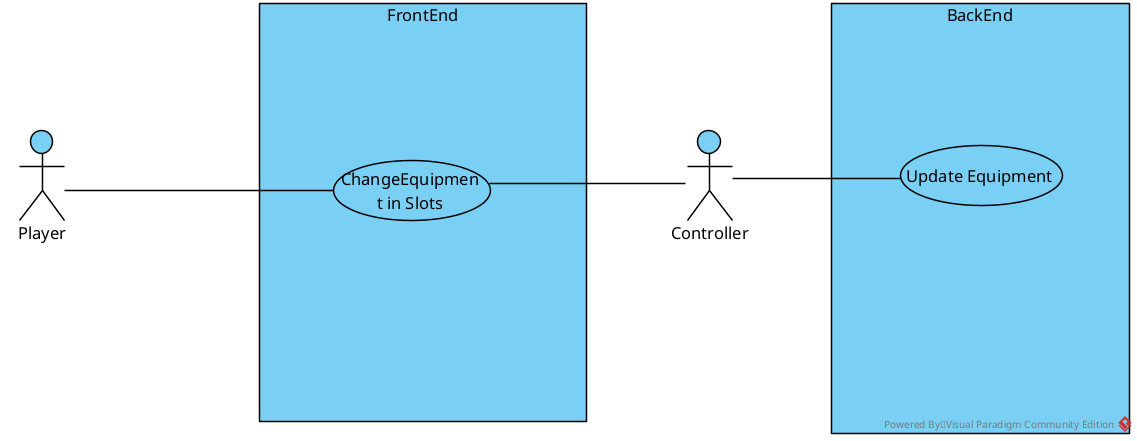 FrontEnd
BackEnd
ChangeEquipmen
t in Slots
Update Equipment
Player
Controller
Powered By Visual Paradigm Community Edition